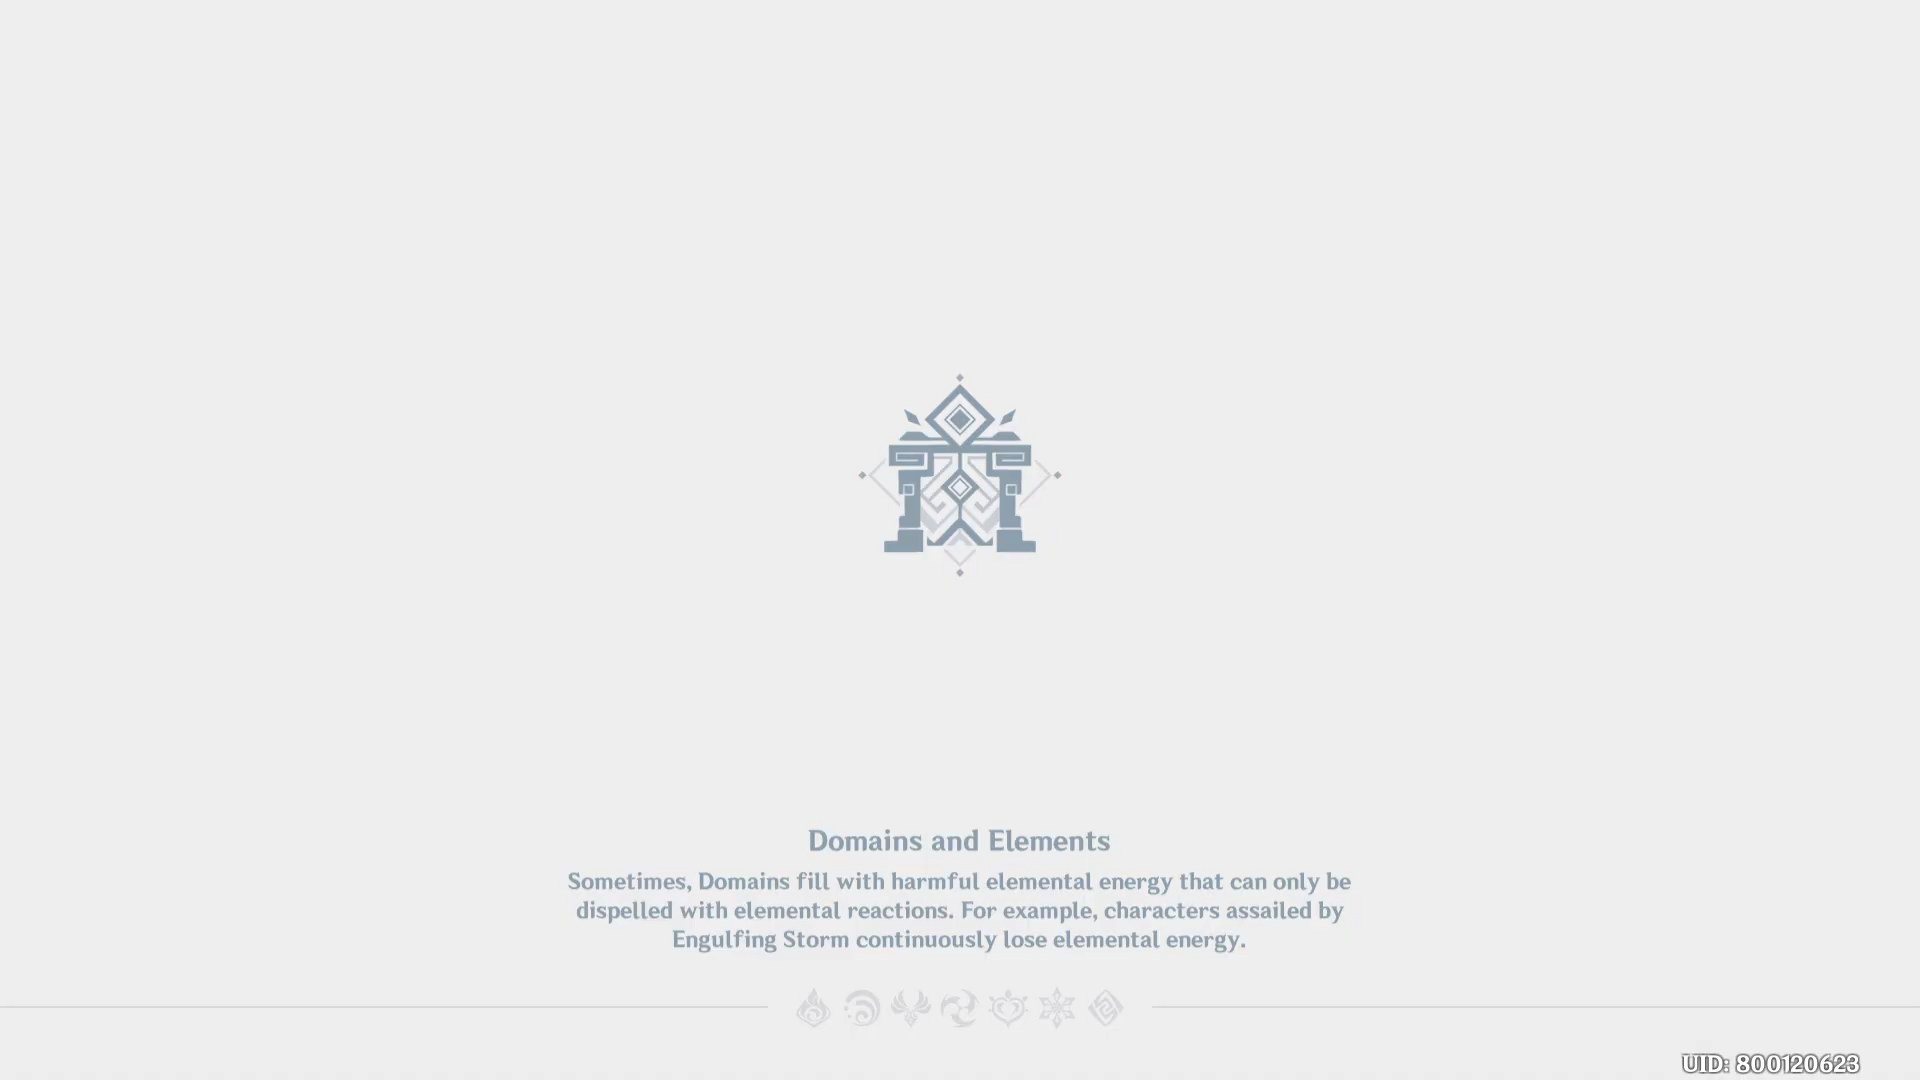 Domains and Elements
Sometimes, Domains fill with harmful elemental energy that can only be
dispelled with elemental reactions. For example, characters assailed by
Engulfing Storm continuously lose elemental energy.
UID: 800120623